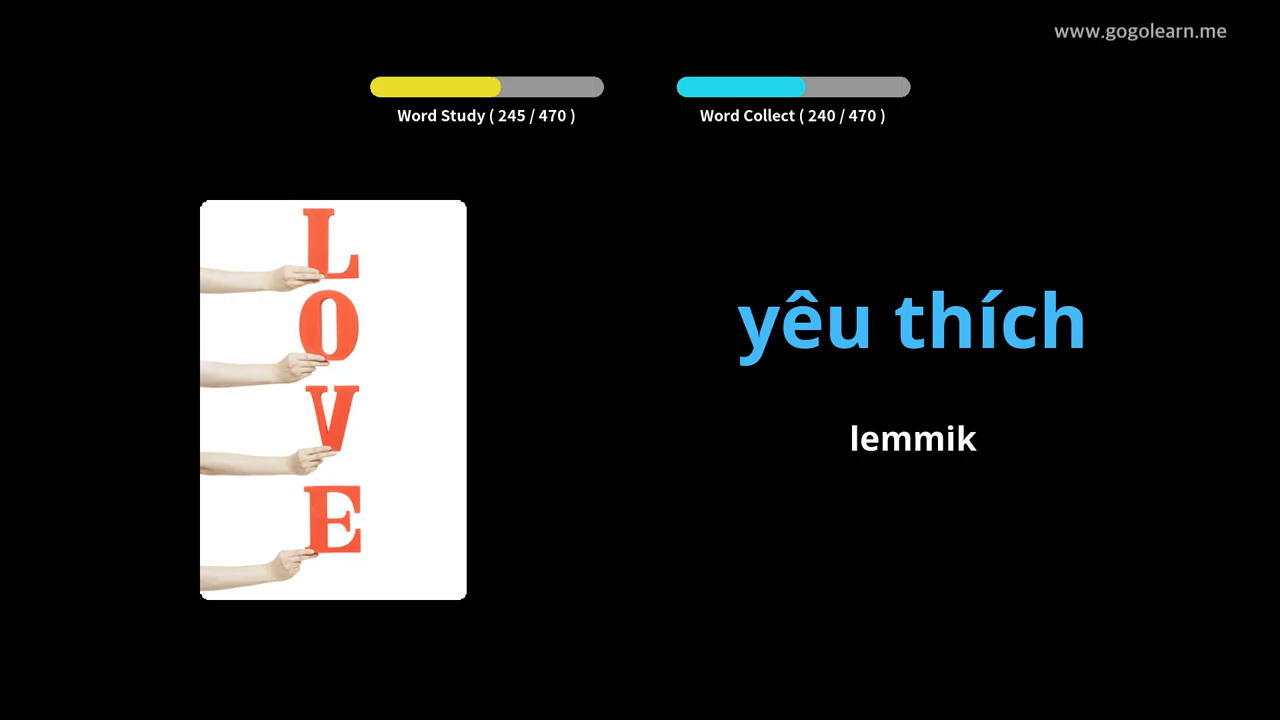 www.gogolearn.me
Word Study ( 245 / 470 )
Word Collect ( 240 / 470 )
L
O
V
E
yêu thích
lemmik